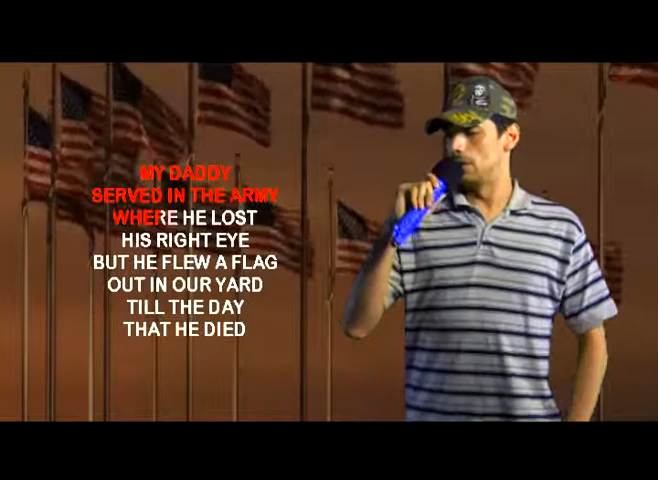 MY DADDY
SERVED IN THE ARMY
WHERE HE LOST
HIS RIGHT EYE
BUT HE FLEW A FLAG
OUT IN OUR YARD
TILL THE DAY
THAT HE DIED